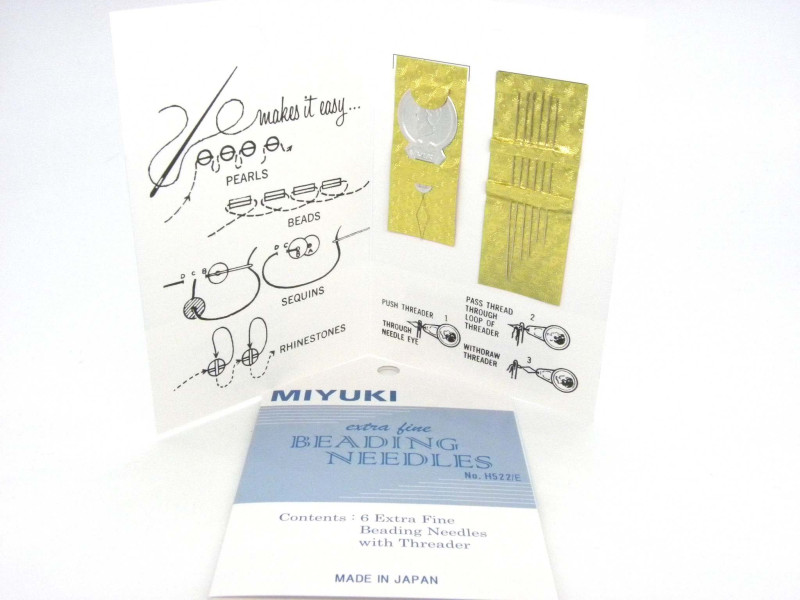 makes it easy...
PEARLS
BEADS
D C B
D C
B A
SEQUINS
RHINESTONES
PUSH THREADER
1
THROUGH
NEEDLE EYE
PASS THREAD
THROUGH
LOOP OF
THREADER
2
WITHDRAW
THREADER
3
MIYUKI
extra fine
BEADING
NEEDLES
No. H522/E
Contents : 6 Extra Fine
Beading Needles
with Threader
MADE IN JAPAN